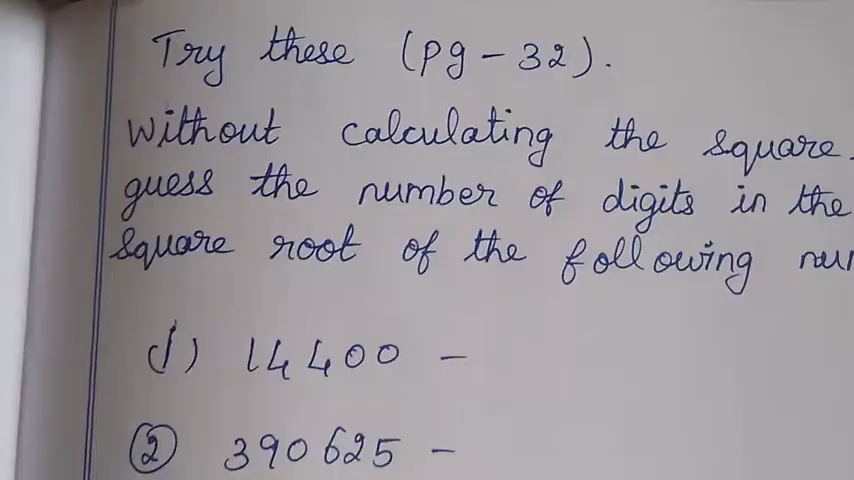 Try these (pg - 32).
Without calculating the square
guess the number of digits in the
square root of the following
(1) 14400 -
② 390625 -